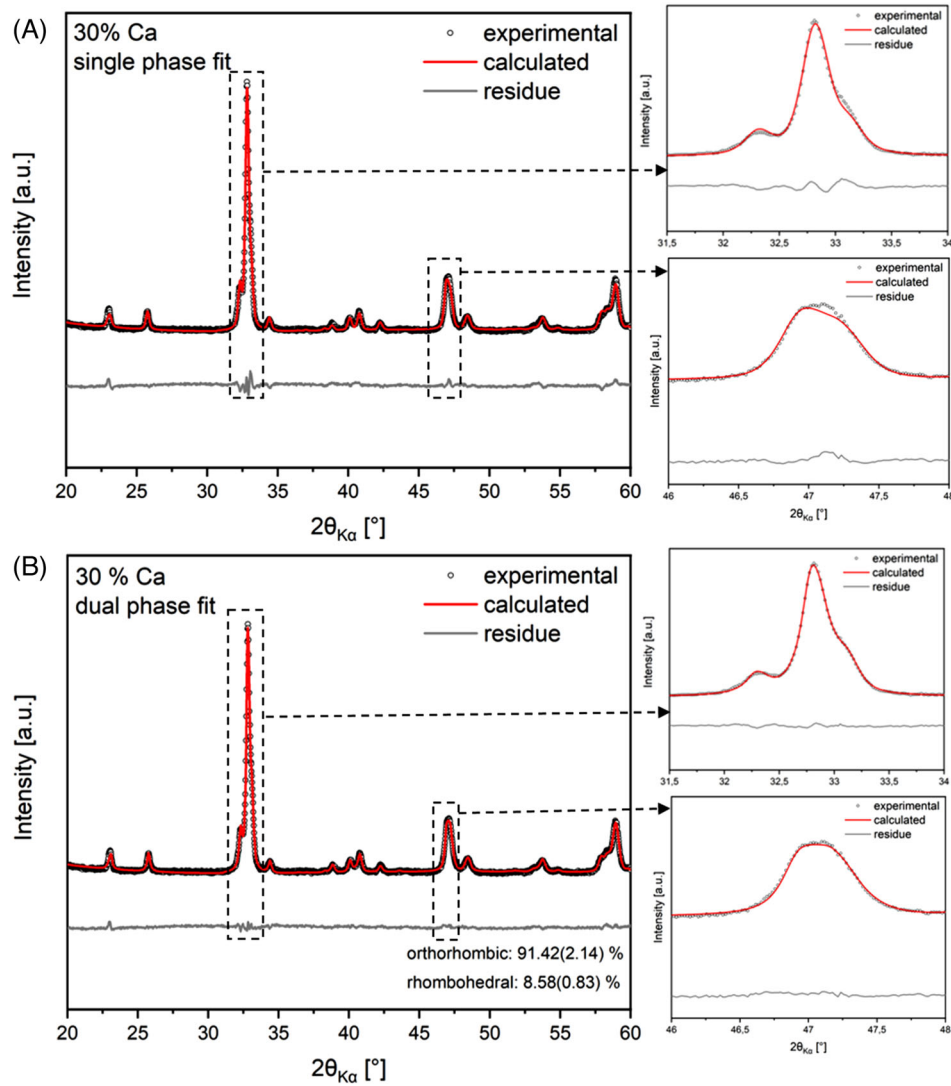 (A)
30% Ca
single phase fit
experimental
calculated
residue
Intensity [a.u.]
20 25 30 35 40 45 50 55 60
2θKα [°]
experimental
calculated
residue
Intensity [a.u.]
31,5 32 32,5 33 33,5 34
2θKα [°]
experimental
calculated
residue
Intensity [a.u.]
46 46,5 47 47,5 48
2θKα [°]
(B)
30 % Ca
dual phase fit
experimental
calculated
residue
Intensity [a.u.]
orthorhombic: 91.42(2.14) %
rhombohedral: 8.58(0.83) %
20 25 30 35 40 45 50 55 60
2θKα [°]
experimental
calculated
residue
Intensity [a.u.]
31,5 32 32,5 33 33,5 34
2θKα [°]
experimental
calculated
residue
Intensity [a.u.]
46 46,5 47 47,5 48
2θKα [°]